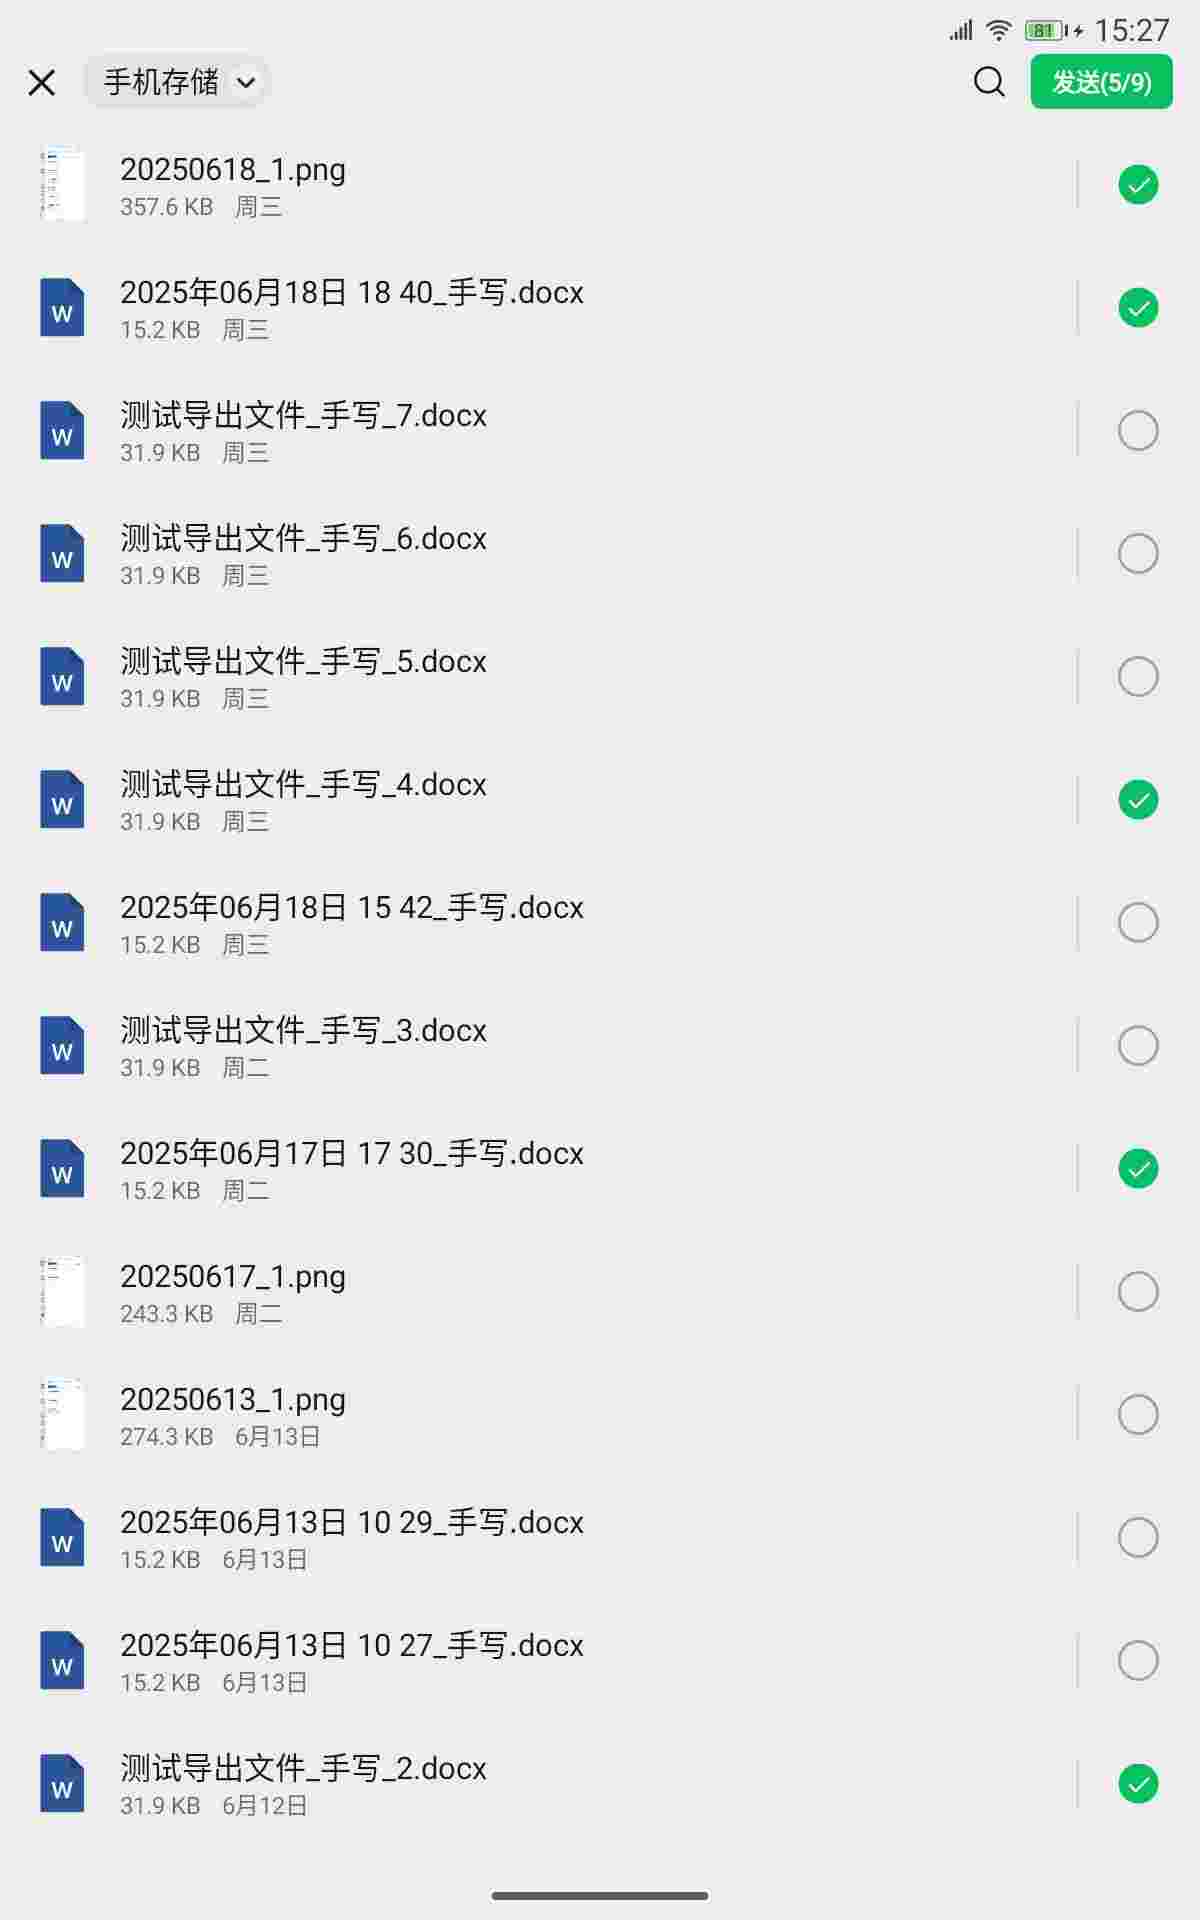 81 15:27
手机存储 发送(5/9)
20250618_1.png
357.6 KB 周三
W 2025年06月18日 18 40_手写.docx
15.2 KB 周三
W 测试导出文件_手写_7.docx
31.9 KB 周三
W 测试导出文件_手写_6.docx
31.9 KB 周三
W 测试导出文件_手写_5.docx
31.9 KB 周三
W 测试导出文件_手写_4.docx
31.9 KB 周三
W 2025年06月18日 15 42_手写.docx
15.2 KB 周三
W 测试导出文件_手写_3.docx
31.9 KB 周二
W 2025年06月17日 17 30_手写.docx
15.2 KB 周二
20250617_1.png
243.3 KB 周二
20250613_1.png
274.3 KB 6月13日
W 2025年06月13日 10 29_手写.docx
15.2 KB 6月13日
W 2025年06月13日 10 27_手写.docx
15.2 KB 6月13日
W 测试导出文件_手写_2.docx
31.9 KB 6月12日